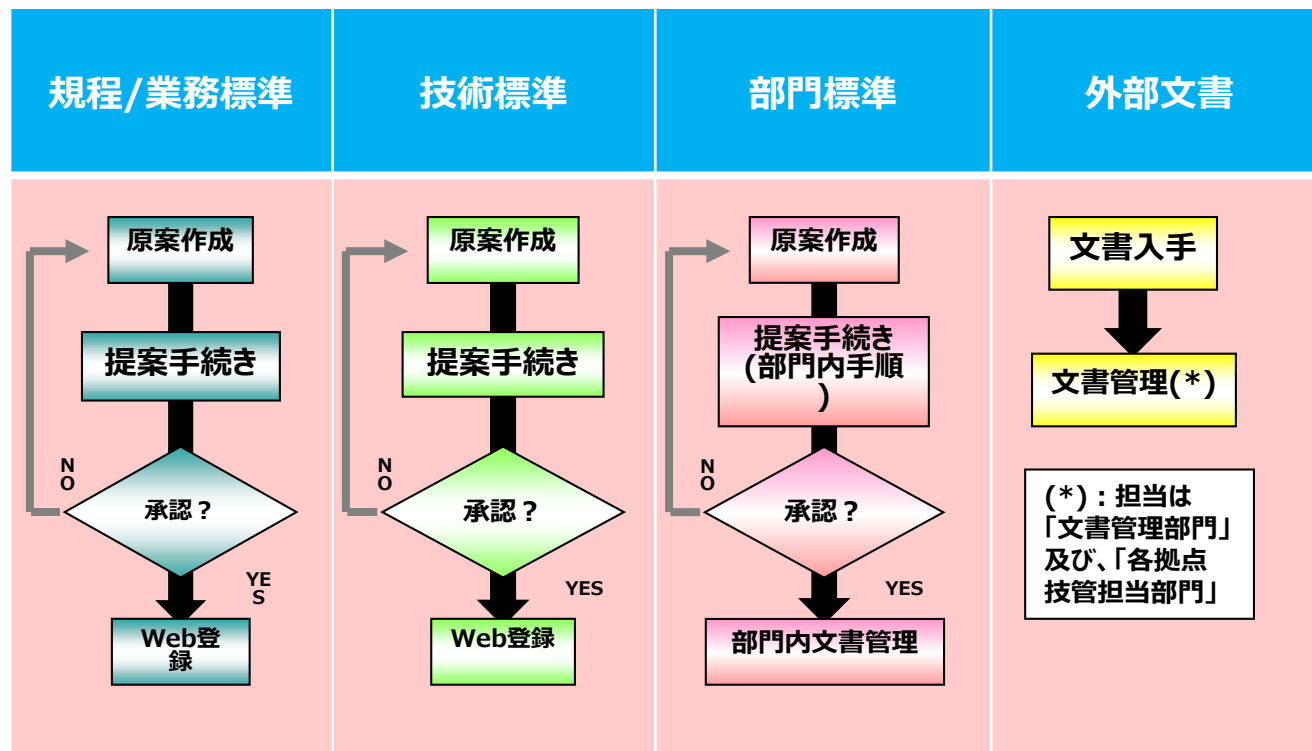 規程/業務標準
技術標準
部門標準
外部文書
原案作成
提案手続き
N
O
承認？
YE
S
Web登
録
原案作成
提案手続き
N
O
承認？
YES
Web登録
原案作成
提案手続き
(部門内手順
)
N
O
承認？
YES
部門内文書管理
文書入手
文書管理(*)
(*)：担当は
「文書管理部門」
及び、「各拠点
技管担当部門」